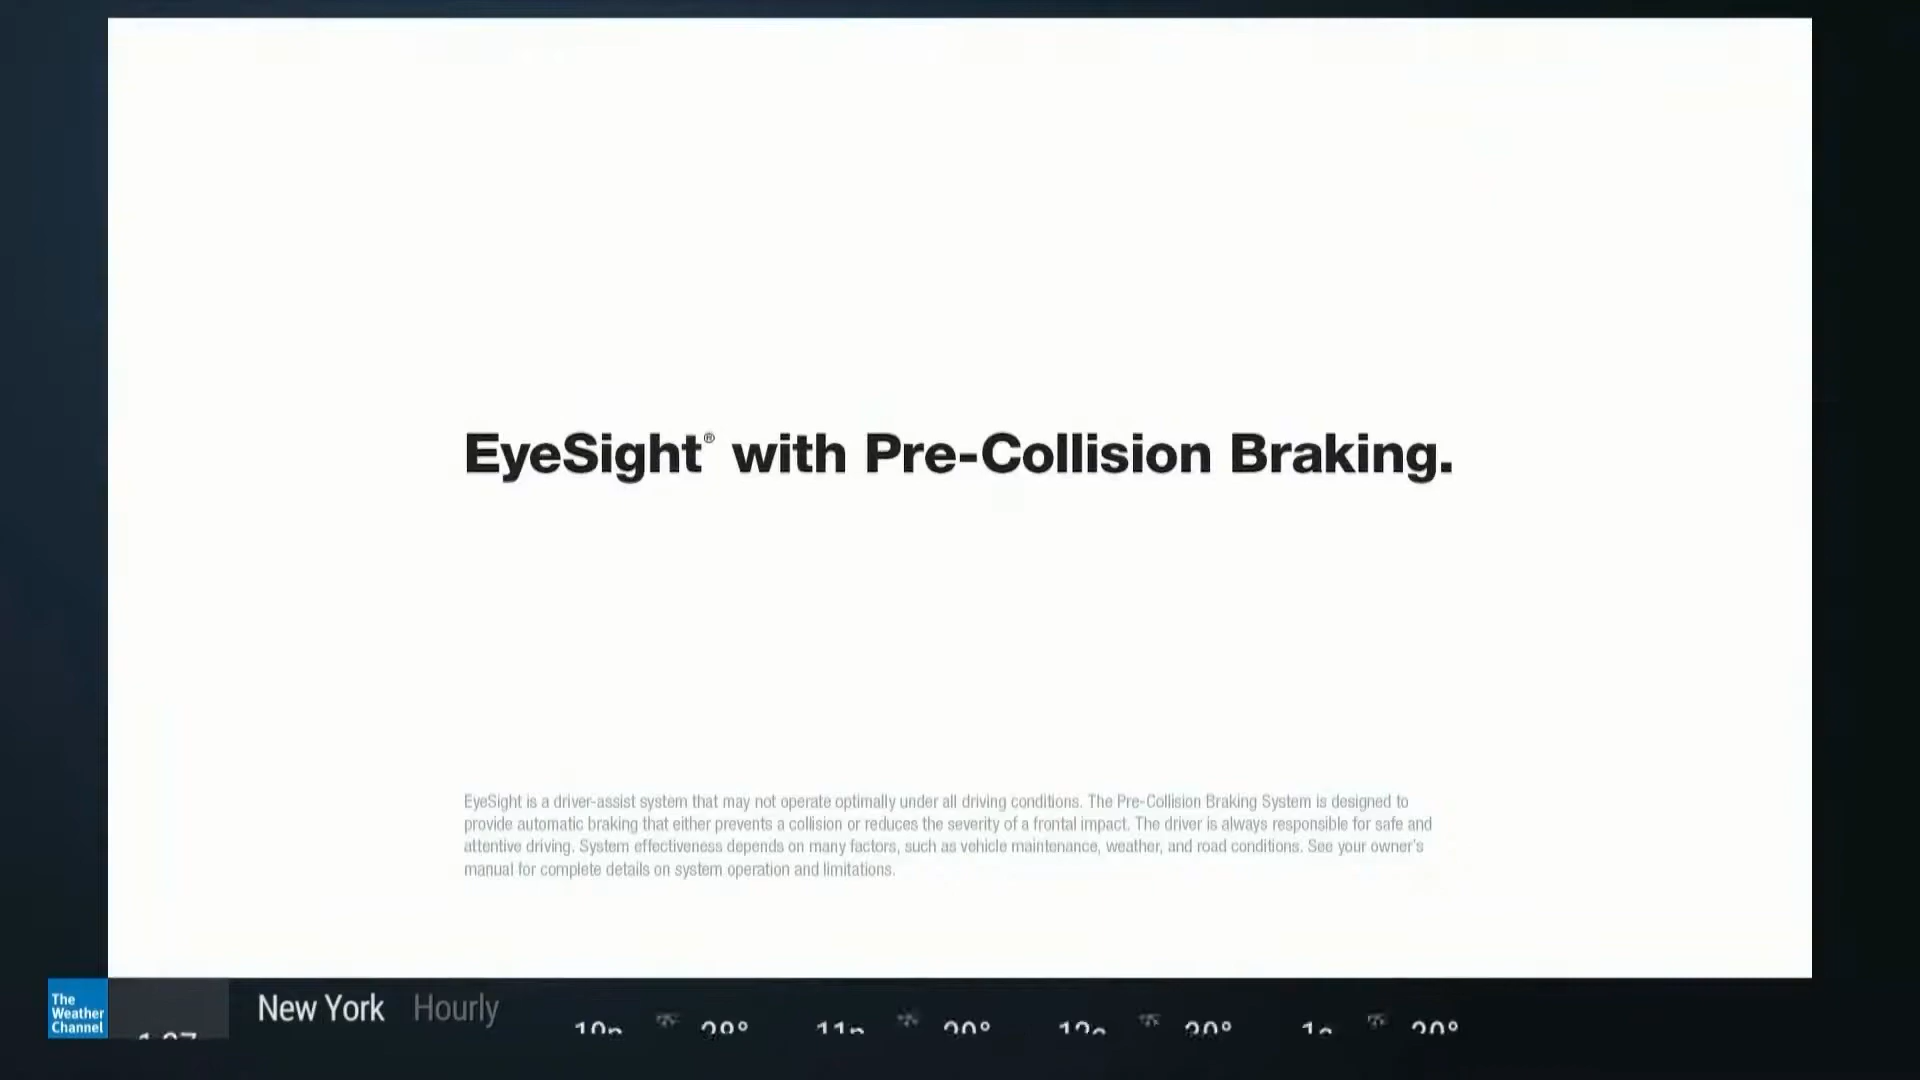 EyeSight® with Pre-Collision Braking.
EyeSight is a driver-assist system that may not operate optimally under all driving conditions. The Pre-Collision Braking System is designed to
provide automatic braking that either prevents a collision or reduces the severity of a frontal impact. The driver is always responsible for safe and
attentive driving. System effectiveness depends on many factors, such as vehicle maintenance, weather, and road conditions. See your owner's
manual for complete details on system operation and limitations.
The
Weather
Channel
New York Hourly